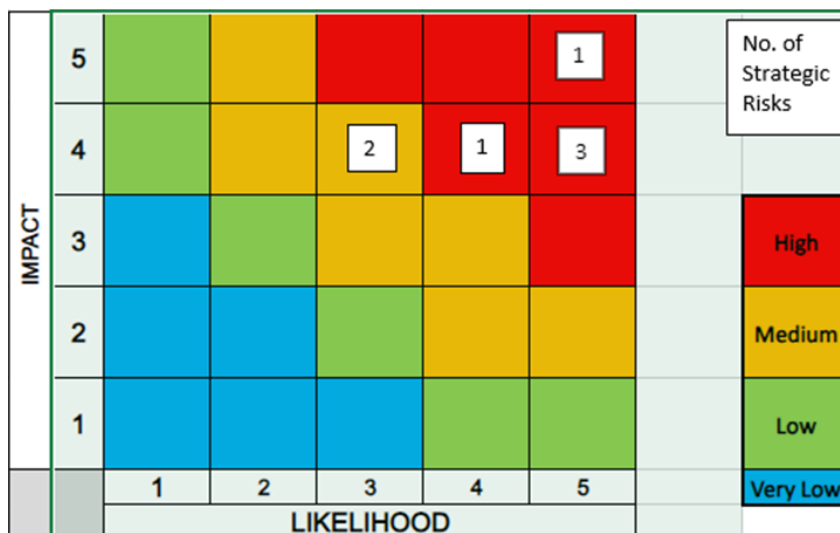 IMPACT
5
1
4
2
1
3
3
2
1
1
2
3
4
5
LIKELIHOOD
No. of
Strategic
Risks
High
Medium
Low
Very Low